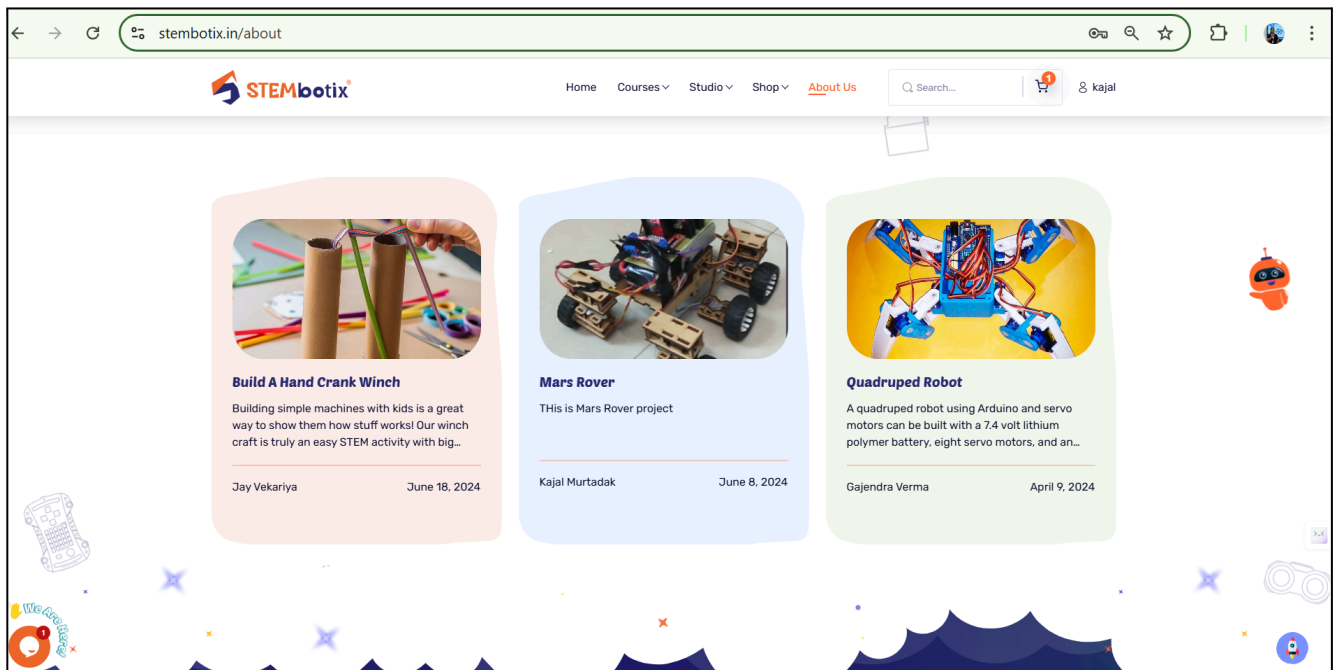 stembotix.in/about
STEMbotix®
Home Courses Studio Shop About Us Search... 1 kajal
Build A Hand Crank Winch
Building simple machines with kids is a great
way to show them how stuff works! Our winch
craft is truly an easy STEM activity with big...
Jay Vekariya June 18, 2024
Mars Rover
THis is Mars Rover project
Kajal Murtadak June 8, 2024
Quadruped Robot
A quadruped robot using Arduino and servo
motors can be built with a 7.4 volt lithium
polymer battery, eight servo motors, and an...
Gajendra Verma April 9, 2024
We Are Here!
1